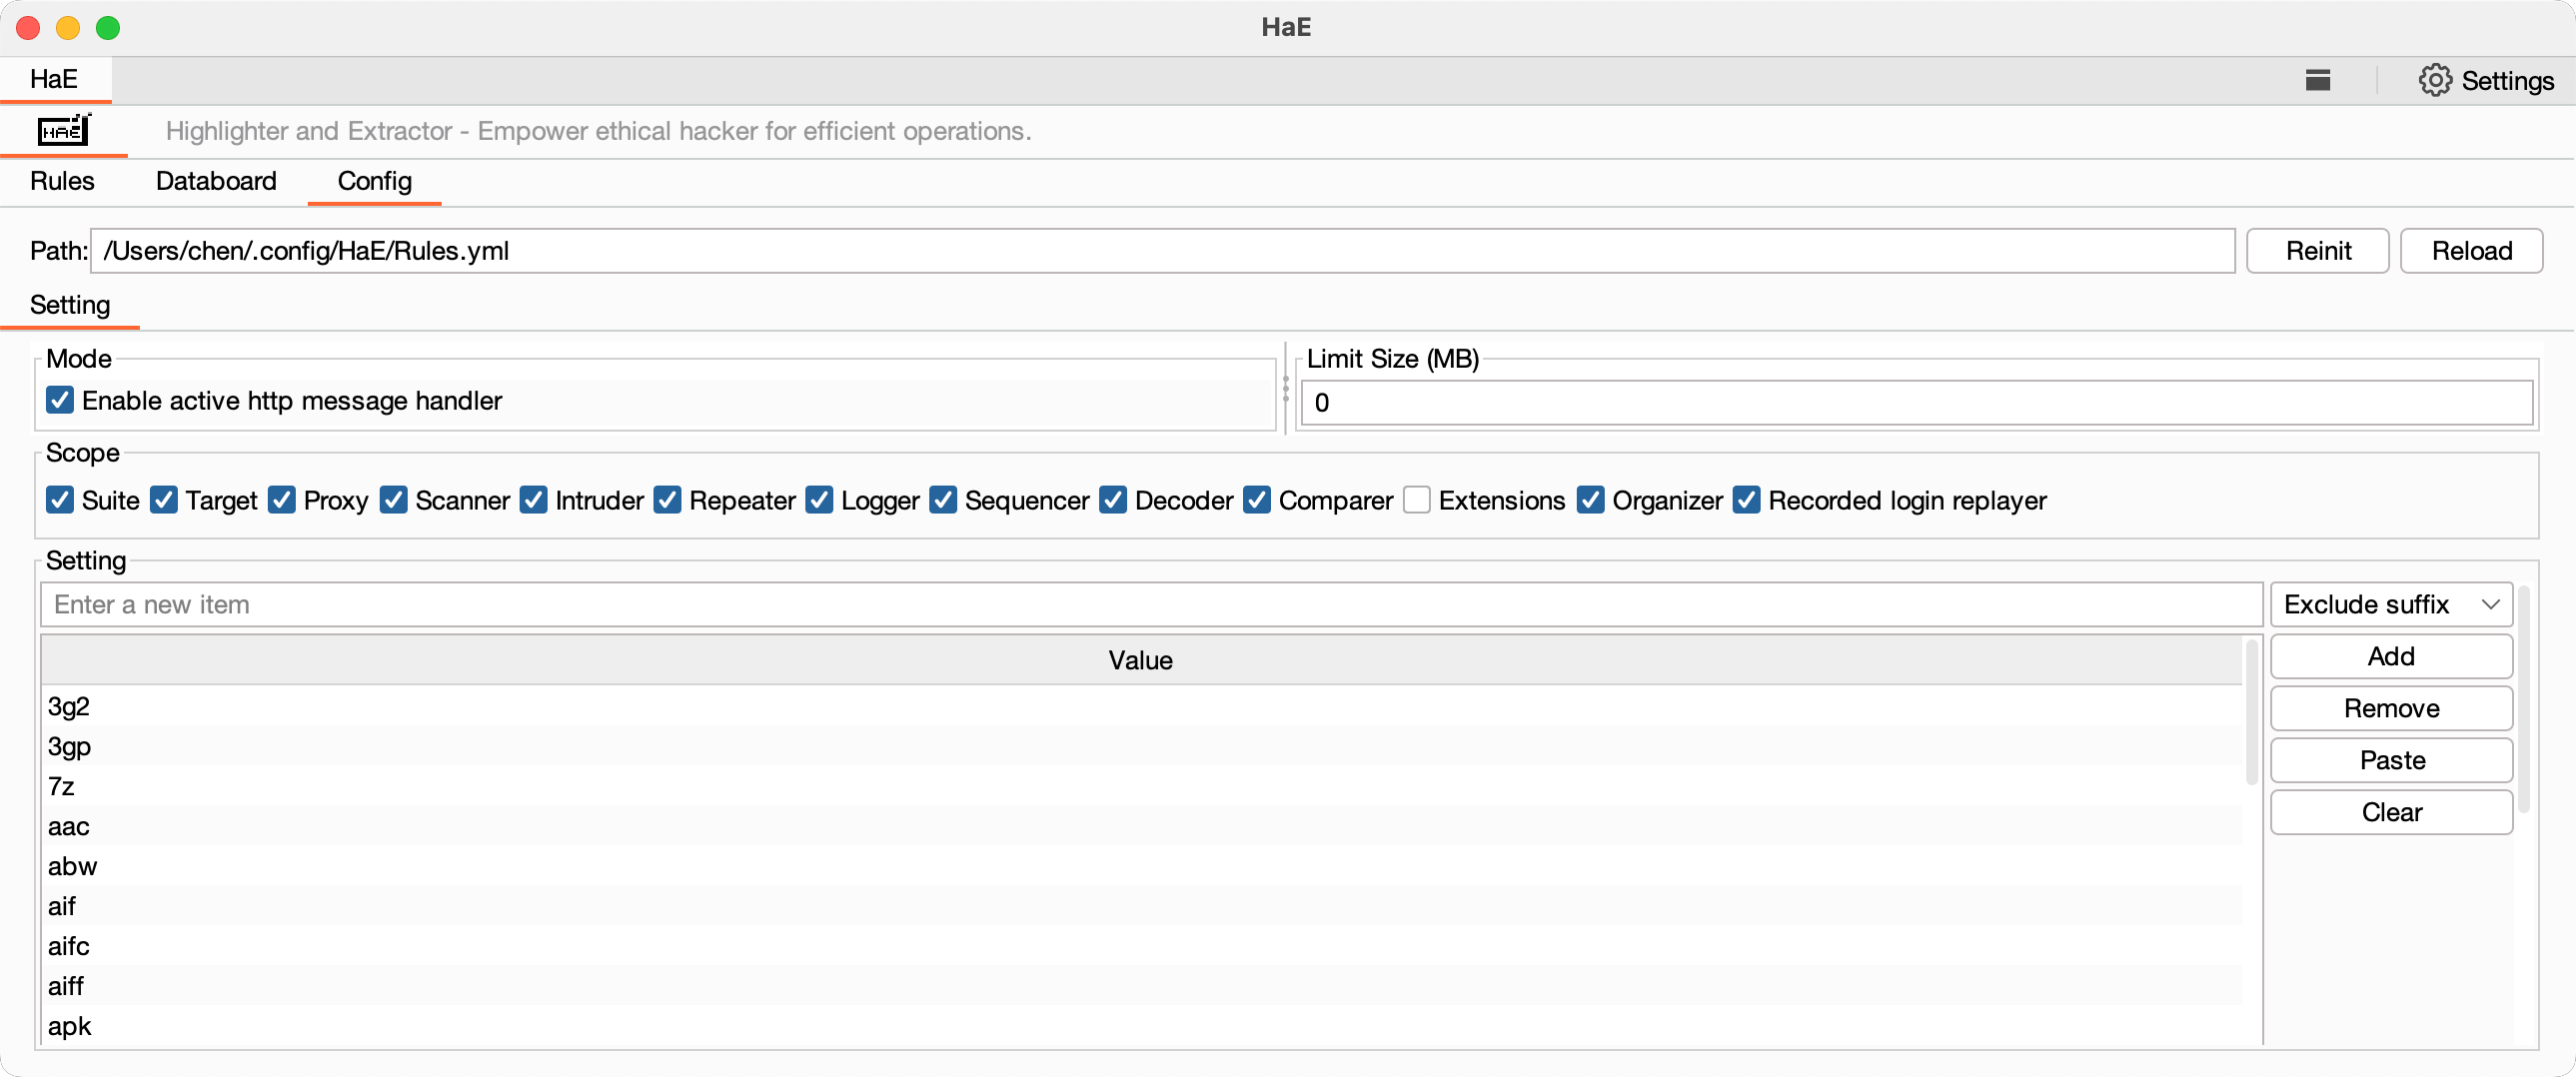 HaE
HaE
Settings
HAE
Highlighter and Extractor - Empower ethical hacker for efficient operations.
Rules Databoard Config
Path: /Users/chen/.config/HaE/Rules.yml Reinit Reload
Setting
Mode
Enable active http message handler
Limit Size (MB)
0
Scope
Suite Target Proxy Scanner Intruder Repeater Logger Sequencer Decoder Comparer Extensions Organizer Recorded login replayer
Setting
Enter a new item
Exclude suffix
Value
3g2
3gp
7z
aac
abw
aif
aifc
aiff
apk
Add
Remove
Paste
Clear